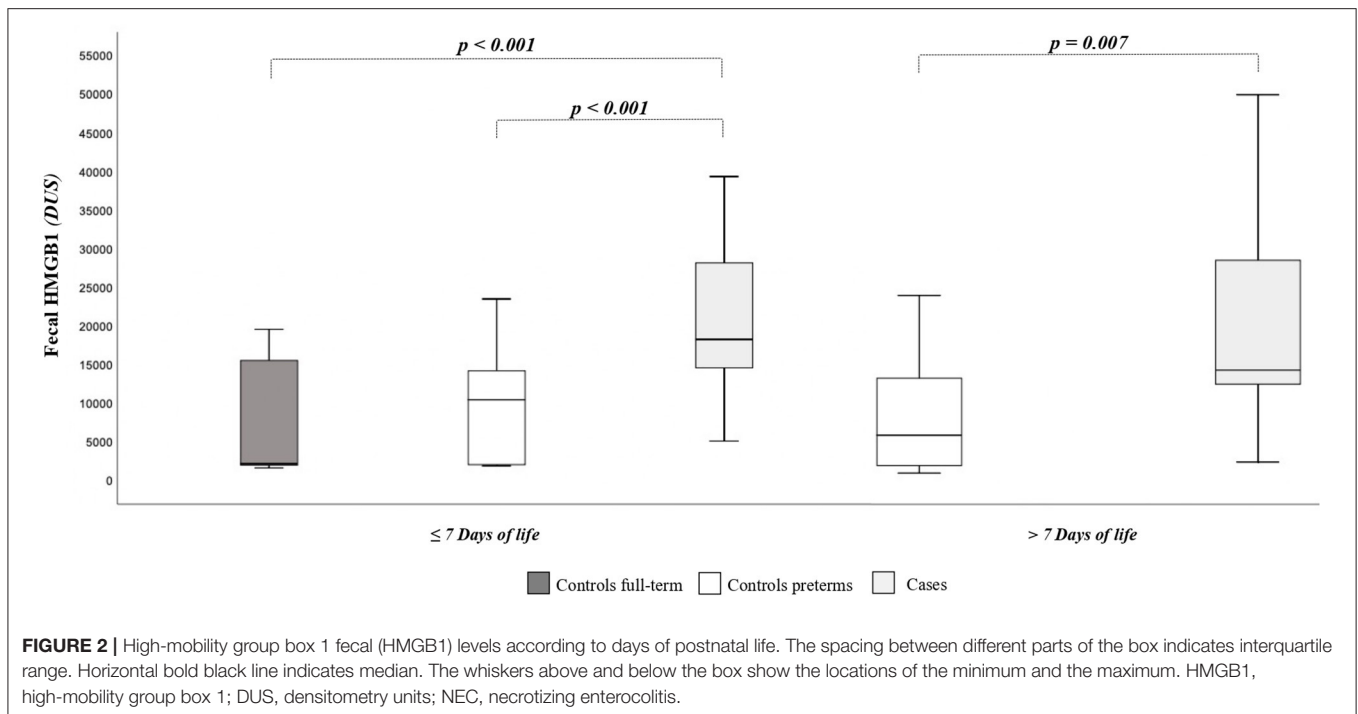 p < 0.001
p = 0.007
p < 0.001
Fecal HMGB1 (DUS)
55000
50000
45000
40000
35000
30000
25000
20000
15000
10000
5000
0
≤ 7 Days of life
> 7 Days of life
Controls full-term
Controls preterms
Cases
FIGURE 2 | High-mobility group box 1 fecal (HMGB1) levels according to days of postnatal life. The spacing between different parts of the box indicates interquartile
range. Horizontal bold black line indicates median. The whiskers above and below the box show the locations of the minimum and the maximum. HMGB1,
high-mobility group box 1; DUS, densitometry units; NEC, necrotizing enterocolitis.